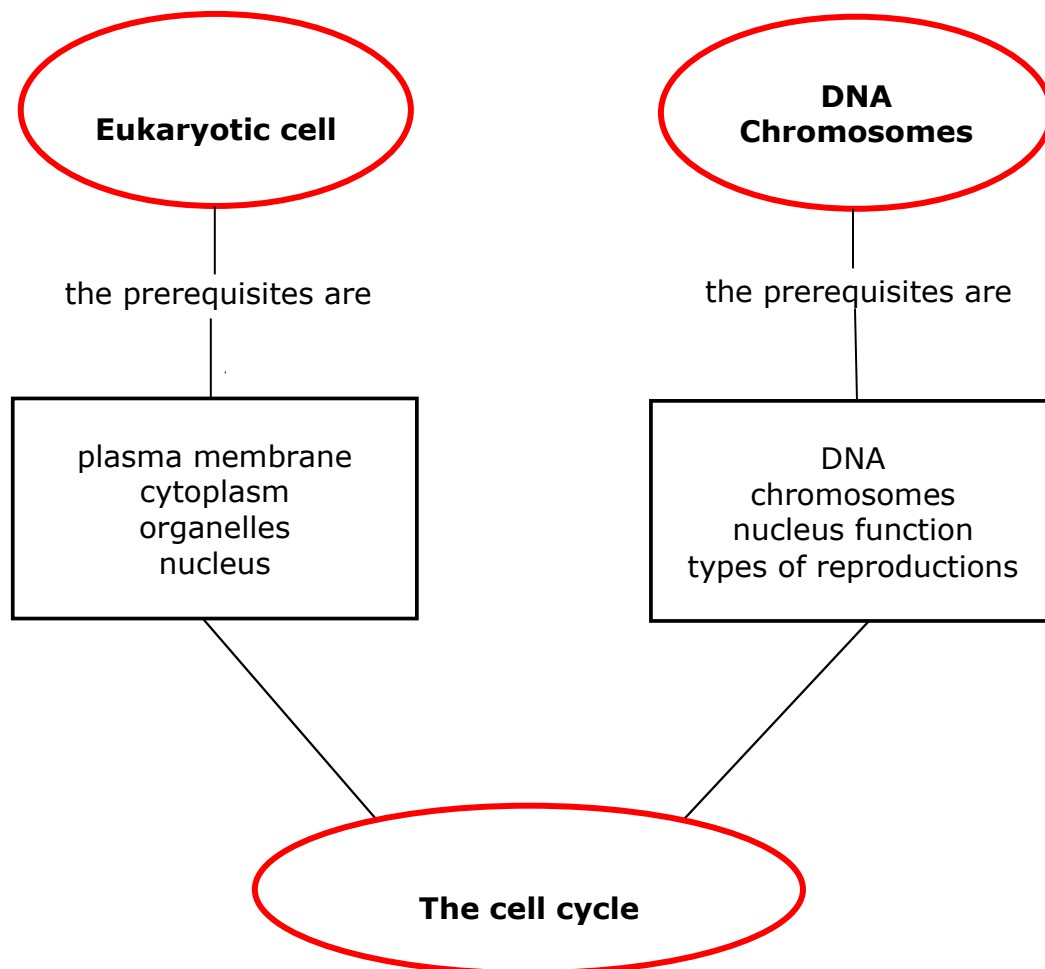 Eukaryotic cell
DNA
Chromosomes
the prerequisites are
the prerequisites are
plasma membrane
cytoplasm
organelles
nucleus
DNA
chromosomes
nucleus function
types of reproductions
The cell cycle